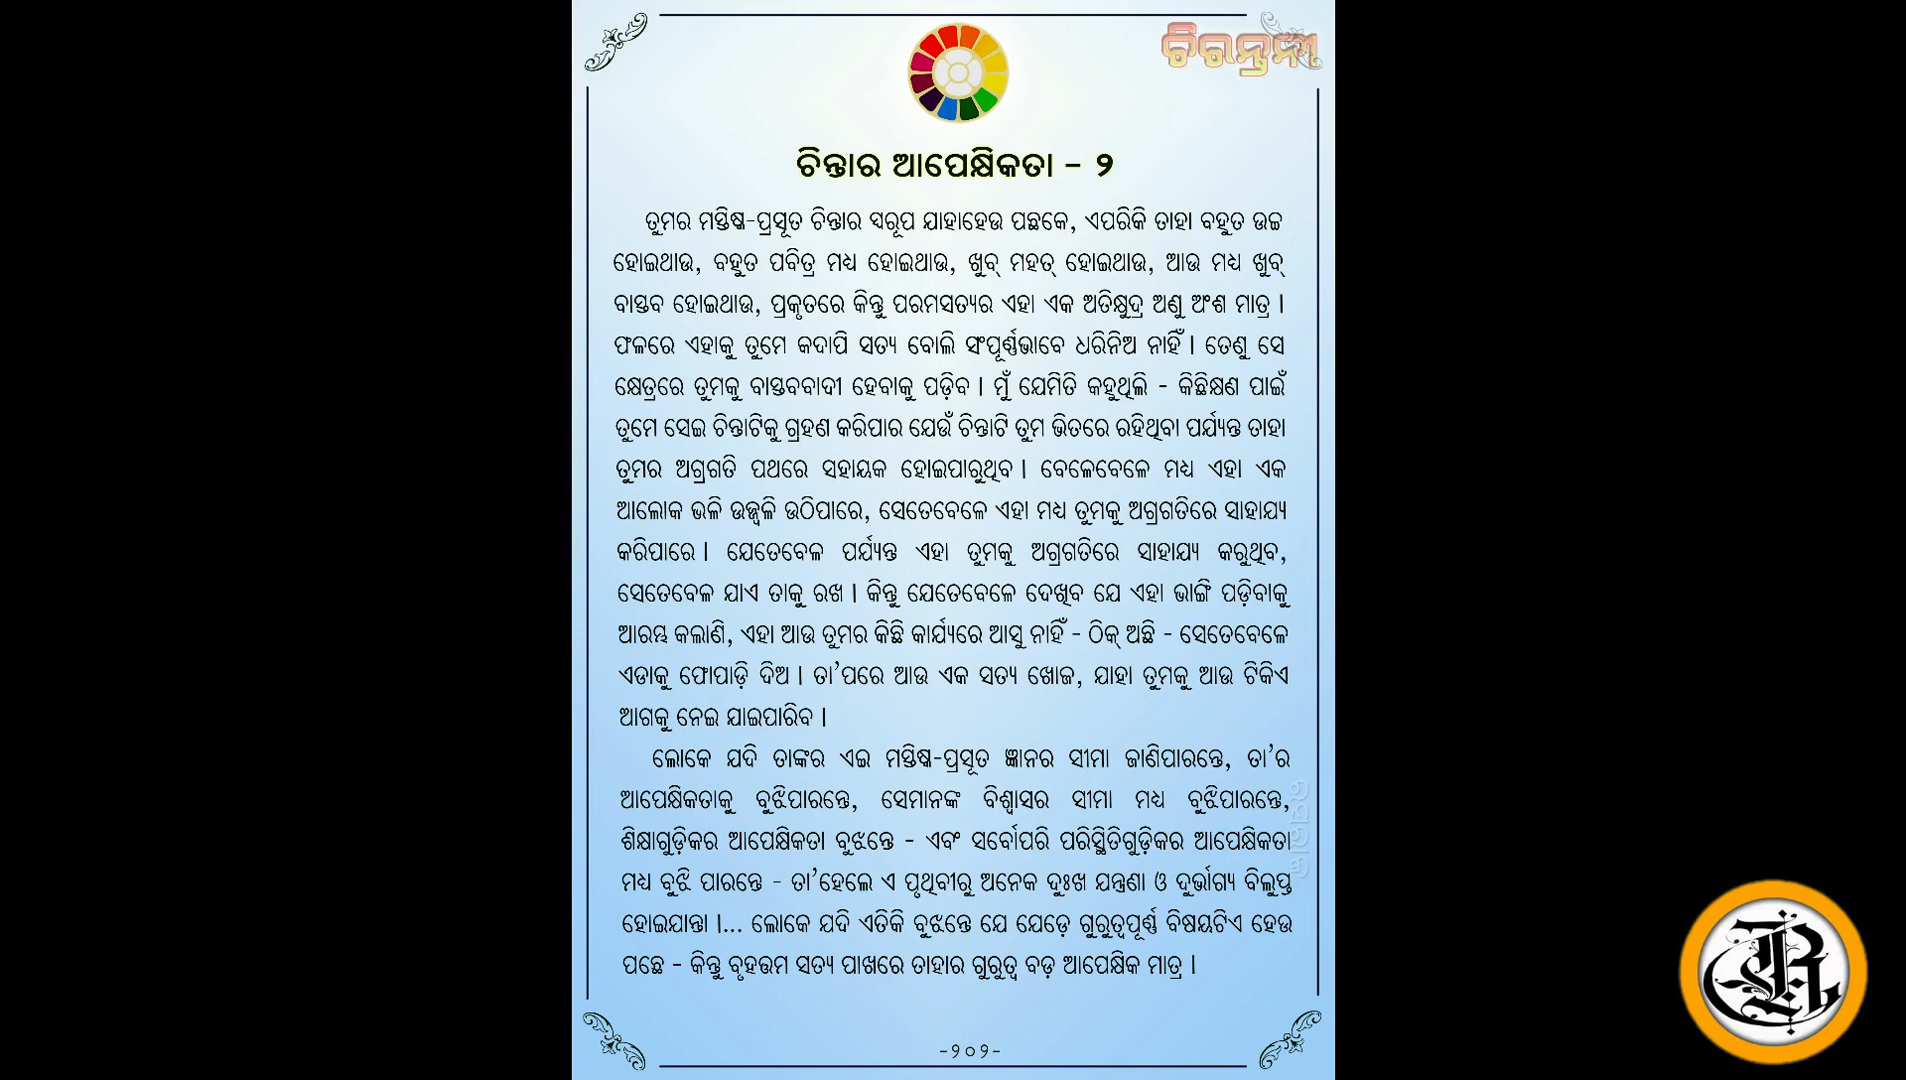 ଚିରନ୍ତନୀ
ଚିନ୍ତାର ଆପେକ୍ଷିକତା – ୨
ତୁମର ମସ୍ତିଷ୍କ-ପ୍ରସୂତ ଚିନ୍ତାର ସ୍ୱରୂପ ଯାହାହେଉ ପଛକେ, ଏପରିକି ତାହା ବହୁତ ଉଚ୍ଚ
ହୋଇଥାଉ, ବହୁତ ପବିତ୍ର ମଧ୍ୟ ହୋଇଥାଉ, ଖୁବ୍ ମହତ୍ ହୋଇଥାଉ, ଆଉ ମଧ୍ୟ ଖୁବ୍
ବାସ୍ତବ ହୋଇଥାଉ, ପ୍ରକୃତରେ କିନ୍ତୁ ପରମସତ୍ୟର ଏହା ଏକ ଅତିକ୍ଷୁଦ୍ର ଅଣୁ ଅଂଶ ମାତ୍ର ।
ଫଳରେ ଏହାକୁ ତୁମେ କଦାପି ସତ୍ୟ ବୋଲି ସଂପୂର୍ଣ୍ଣଭାବେ ଧରିନିଅ ନାହିଁ । ତେଣୁ ସେ
କ୍ଷେତ୍ରରେ ତୁମକୁ ବାସ୍ତବବାଦୀ ହେବାକୁ ପଡ଼ିବ । ମୁଁ ଯେମିତି କହୁଥିଲି - କିଛିକ୍ଷଣ ପାଇଁ
ତୁମେ ସେଇ ଚିନ୍ତାଟିକୁ ଗ୍ରହଣ କରିପାର ଯେଉଁ ଚିନ୍ତାଟି ତୁମ ଭିତରେ ରହିଥିବା ପର୍ଯ୍ୟନ୍ତ ତାହା
ତୁମର ଅଗ୍ରଗତି ପଥରେ ସହାୟକ ହୋଇପାରୁଥିବ । ବେଳେବେଳେ ମଧ୍ୟ ଏହା ଏକ
ଆଲୋକ ଭଳି ଉଜ୍ଜ୍ୱଳି ଉଠିପାରେ, ସେତେବେଳେ ଏହା ମଧ୍ୟ ତୁମକୁ ଅଗ୍ରଗତିରେ ସାହାଯ୍ୟ
କରିପାରେ । ଯେତେବେଳ ପର୍ଯ୍ୟନ୍ତ ଏହା ତୁମକୁ ଅଗ୍ରଗତିରେ ସାହାଯ୍ୟ କରୁଥିବ,
ସେତେବେଳ ଯାଏ ତାକୁ ରଖ । କିନ୍ତୁ ଯେତେବେଳେ ଦେଖିବ ଯେ ଏହା ଭାଙ୍ଗି ପଡ଼ିବାକୁ
ଆରମ୍ଭ କଲାଣି, ଏହା ଆଉ ତୁମର କିଛି କାର୍ଯ୍ୟରେ ଆସୁ ନାହିଁ - ଠିକ୍ ଅଛି - ସେତେବେଳେ
ଏଡାକୁ ଫୋପାଡ଼ି ଦିଅ । ତା’ପରେ ଆଉ ଏକ ସତ୍ୟ ଖୋଜ, ଯାହା ତୁମକୁ ଆଉ ଟିକିଏ
ଆଗକୁ ନେଇ ଯାଇପାରିବ ।
ଲୋକେ ଯଦି ତାଙ୍କର ଏଇ ମସ୍ତିଷ୍କ-ପ୍ରସୂତ ଜ୍ଞାନର ସୀମା ଜାଣିପାରନ୍ତେ, ତା’ର
ଆପେକ୍ଷିକତାକୁ ବୁଝିପାରନ୍ତେ, ସେମାନଙ୍କ ବିଶ୍ୱାସର ସୀମା ମଧ୍ୟ ବୁଝିପାରନ୍ତେ,
ଶିକ୍ଷାଗୁଡ଼ିକର ଆପେକ୍ଷିକତା ବୁଝନ୍ତେ - ଏବଂ ସର୍ବୋପରି ପରିସ୍ଥିତିଗୁଡ଼ିକର ଆପେକ୍ଷିକତା
ମଧ୍ୟ ବୁଝି ପାରନ୍ତେ - ତା’ହେଲେ ଏ ପୃଥିବୀରୁ ଅନେକ ଦୁଃଖ ଯନ୍ତ୍ରଣା ଓ ଦୁର୍ଭାଗ୍ୟ ବିଲୁପ୍ତ
ହୋଇଯାନ୍ତା ।... ଲୋକେ ଯଦି ଏତିକି ବୁଝନ୍ତେ ଯେ ଯେଡ଼େ ଗୁରୁତ୍ୱପୂର୍ଣ୍ଣ ବିଷୟଟିଏ ହେଉ
ପଛେ - କିନ୍ତୁ ବୃହତ୍ତମ ସତ୍ୟ ପାଖରେ ତାହାର ଗୁରୁତ୍ୱ ବଡ଼ ଆପେକ୍ଷିକ ମାତ୍ର ।
-୨୦୨-